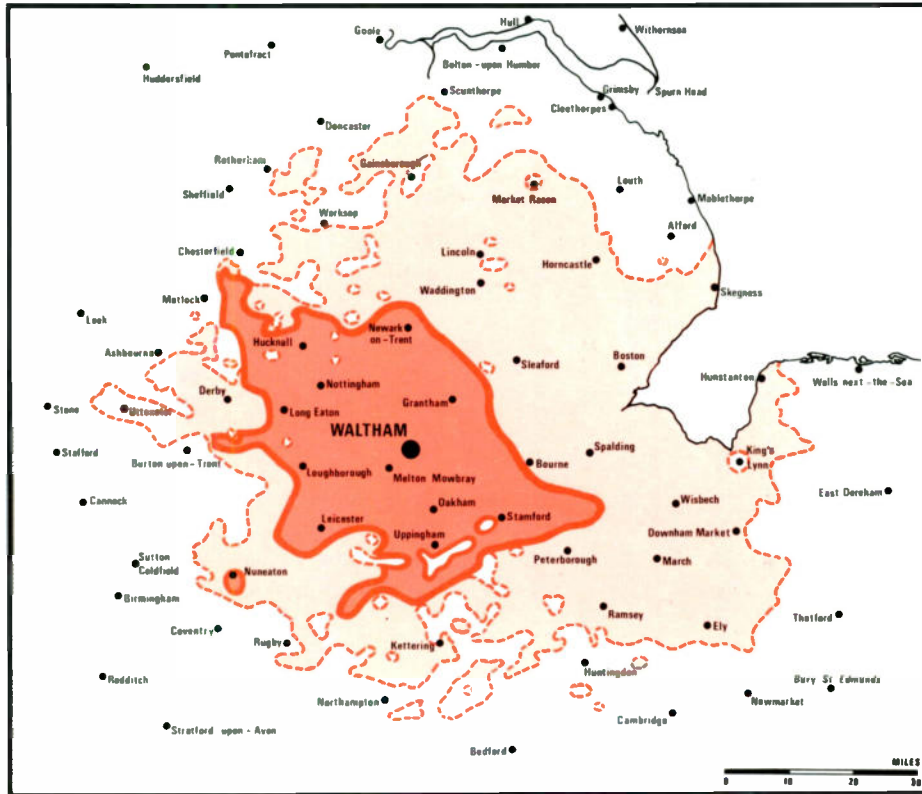 Hull
Goole
Withernsea
Pontefract
Bolton-upon Humber
Huddersfield
Spurn Head
Scunthorpe
Grimsby
Cleethorpes
Doncaster
Rotherham
Gainsborough
Sheffield
Market Rasen
Louth
Mablethorpe
Worksop
Alford
Chesterfield
Lincoln
Horncastle
Waddington
Skegness
Matlock
Leek
Newark
on-Trent
Hucknall
Ashbourne
Sleaford
Boston
Hunstanton
Wells next-the-Sea
Nottingham
Derby
Grantham
Stone
Uttoxeter
Long Eaton
WALTHAM
Spalding
King's
Lynn
Stafford
Burton upon-Trent
Loughborough
Melton Mowbray
Bourne
East Dereham
Cannock
Oakham
Wisbech
Leicester
Stamford
Uppingham
Downham Market
Peterborough
March
Sutton
Coldfield
Nuneaton
Birmingham
Ramsey
Thetford
Coventry
Ely
Rugby
Kettering
Huntingdon
Redditch
Bury St Edmunds
Northampton
Newmarket
Cambridge
Stratford upon-Avon
Bedford
MILES
0 10 20 30